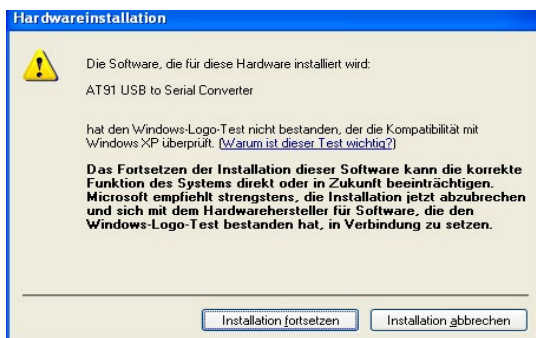 Hardwareinstallation
Die Software, die für diese Hardware installiert wird:
AT91 USB to Serial Converter
hat den Windows-Logo-Test nicht bestanden, der die Kompatibilität mit
Windows XP überprüft. (Warum ist dieser Test wichtig?)
Das Fortsetzen der Installation dieser Software kann die korrekte
Funktion des Systems direkt oder in Zukunft beeinträchtigen.
Microsoft empfiehlt strengstens, die Installation jetzt abzubrechen
und sich mit dem Hardwarehersteller für Software, die den
Windows-Logo-Test bestanden hat, in Verbindung zu setzen.
Installation fortsetzen Installation abbrechen